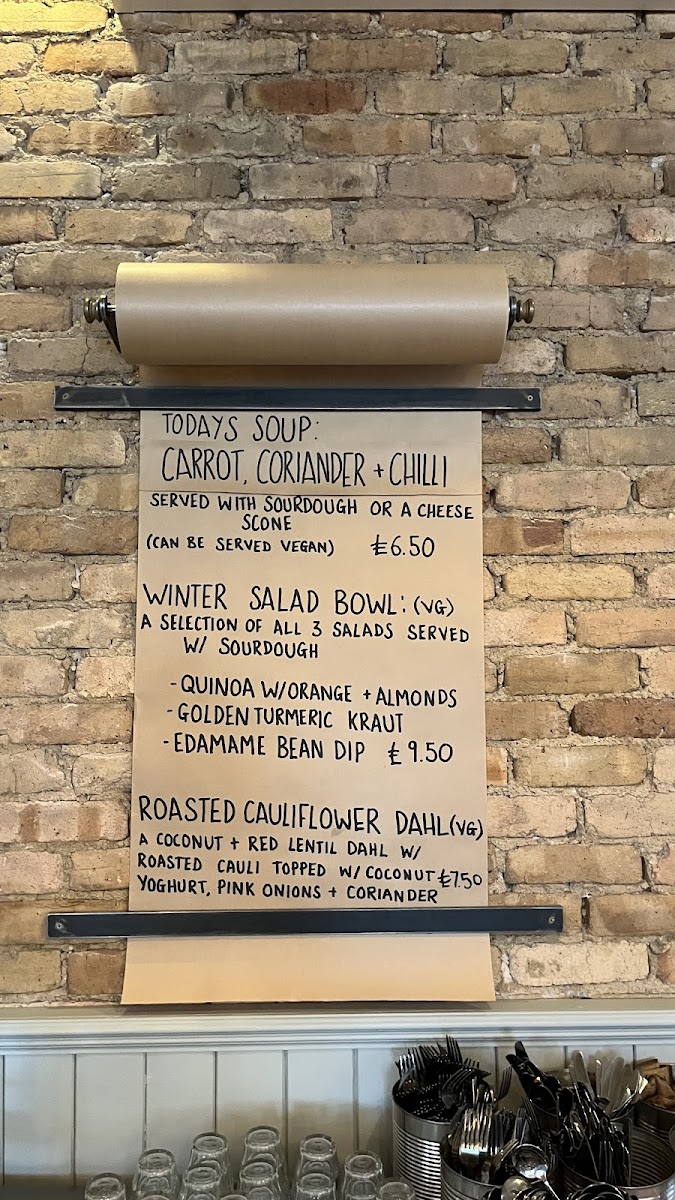 TODAYS SOUP:
CARROT, CORIANDER + CHILLI
SERVED WITH SOURDOUGH OR A CHEESE
SCONE
(CAN BE SERVED VEGAN) £6.50
WINTER SALAD BOWL: (VG)
A SELECTION OF ALL 3 SALADS SERVED
W/ SOURDOUGH
- QUINOA W/ORANGE + ALMONDS
- GOLDEN TURMERIC KRAUT
- EDAMAME BEAN DIP £9.50
ROASTED CAULIFLOWER DAHL (VG)
A COCONUT + RED LENTIL DAHL W/
ROASTED CAULI TOPPED W/ COCONUT £7.50
YOGHURT, PINK ONIONS + CORIANDER